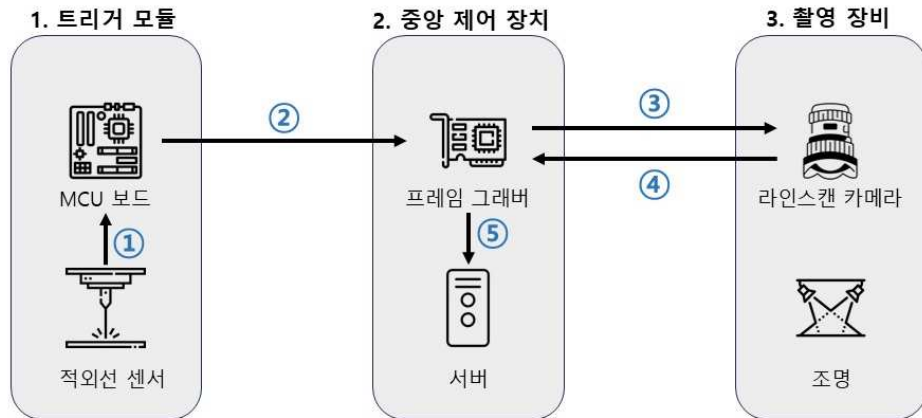 1. 트리거 모듈
2. 중앙 제어 장치
3. 촬영 장비
②
③
MCU 보드
프레임 그래버
④
라인스캔 카메라
①
⑤
적외선 센서
서버
조명